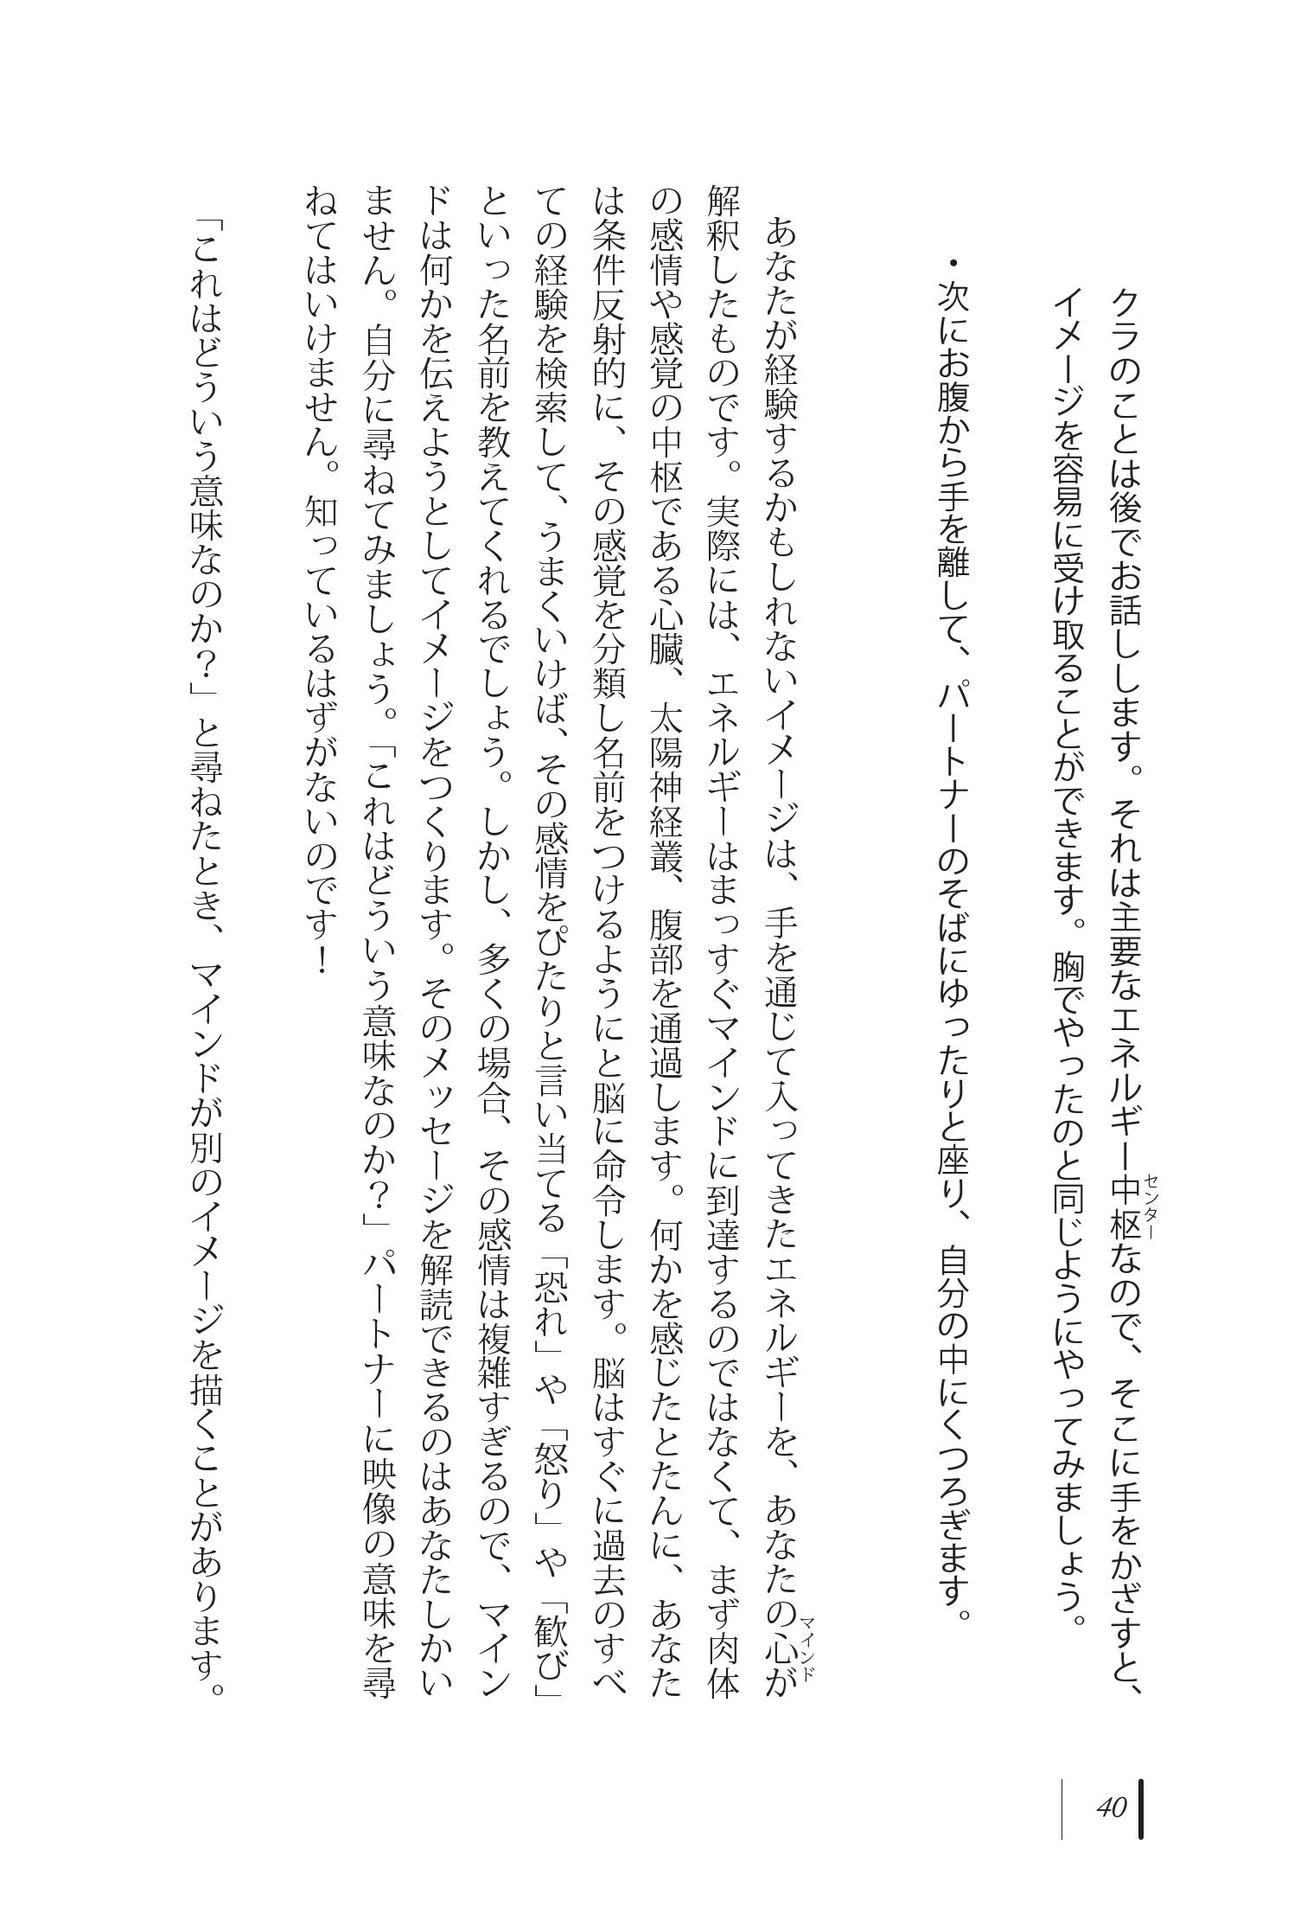 クラのことは後でお話しします。それは主要なエネルギー中枢なので、そこに手をかざすと、
センター
イメージを容易に受け取ることができます。胸でやったのと同じようにやってみましょう。
・次にお腹から手を離して、パートナーのそばにゆったりと座り、自分の中にくつろぎます。
あなたが経験するかもしれないイメージは、手を通じて入ってきたエネルギーを、あなたの心が
マインド
解釈したものです。実際には、エネルギーはまっすぐマインドに到達するのではなくて、まず肉体
の感情や感覚の中枢である心臓、太陽神経叢、腹部を通過します。何かを感じたとたんに、あなた
は条件反射的に、その感覚を分類し名前をつけるようにと脳に命令します。脳はすぐに過去のすべ
ての経験を検索して、うまくいけば、その感情をぴたりと言い当てる「恐れ」や「怒り」や「歓び」
といった名前を教えてくれるでしょう。しかし、多くの場合、その感情は複雑すぎるので、マイン
ドは何かを伝えようとしてイメージをつくります。そのメッセージを解読できるのはあなたしかい
ません。自分に尋ねてみましょう。「これはどういう意味なのか？」パートナーに映像の意味を尋
ねてはいけません。知っているはずがないのです！
「これはどういう意味なのか？」と尋ねたとき、マインドが別のイメージを描くことがあります。
40